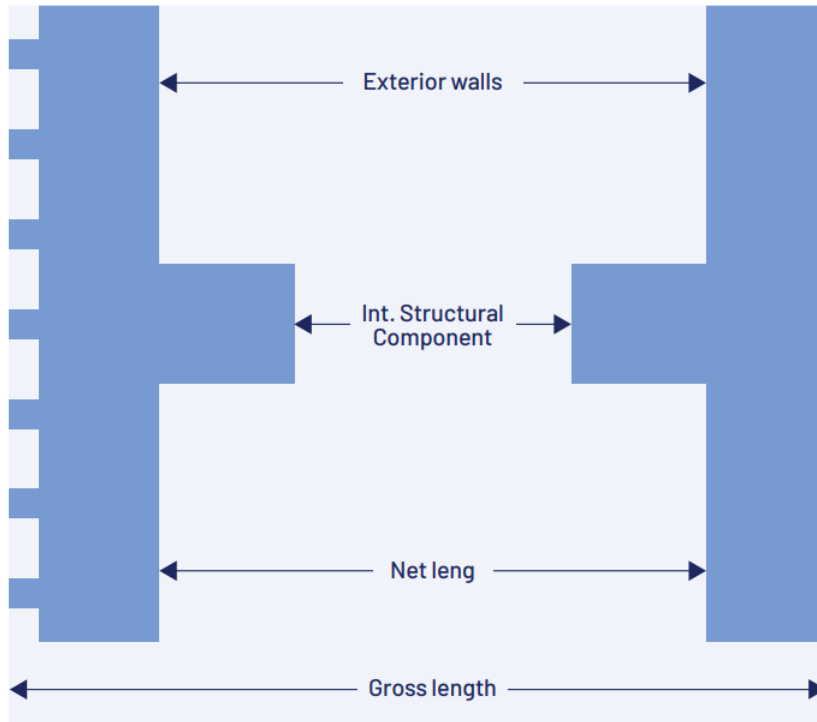 Exterior walls
Int. Structural
Component
Net leng
Gross length